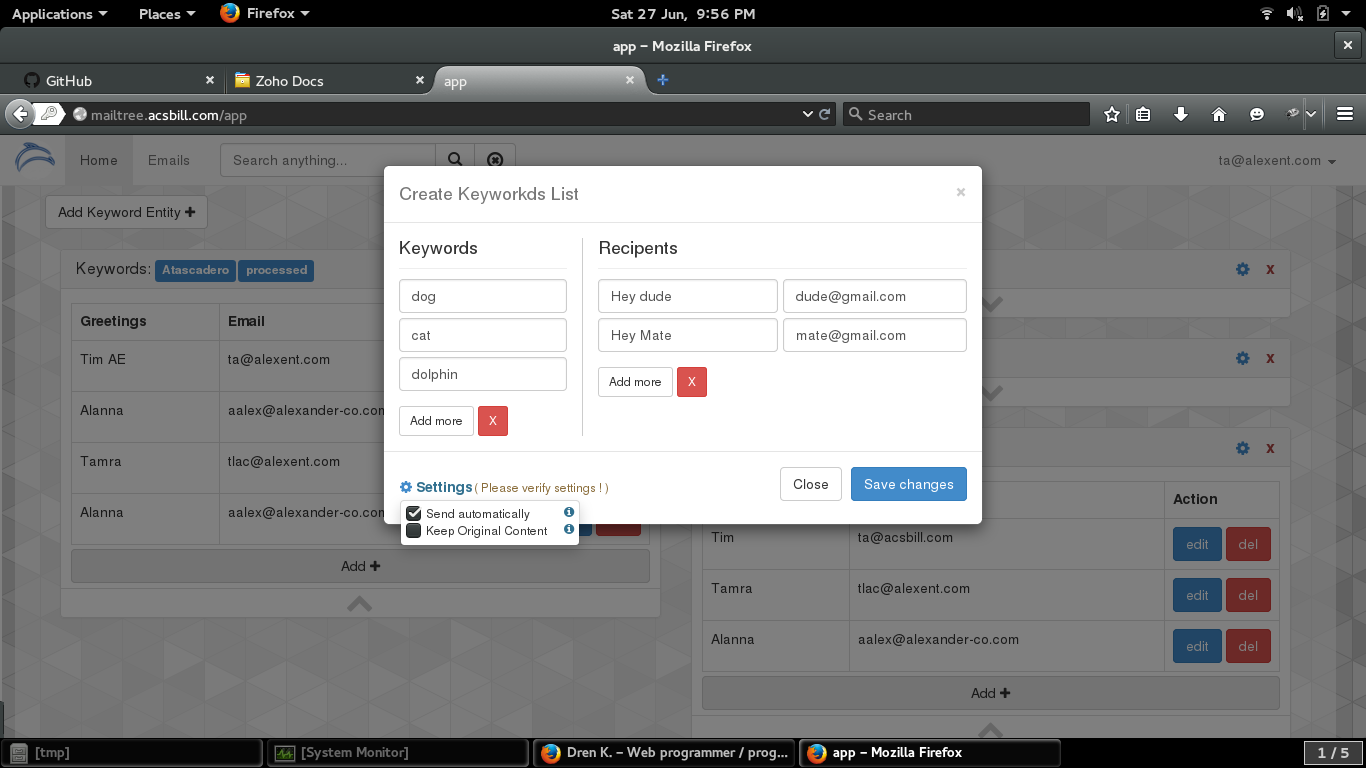 Applications Places Firefox Sat 27 Jun, 9:56 PM
app – Mozilla Firefox
GitHub Zoho Docs app
mailtree.acsbill.com/app Search
Home Emails Search anything... ta@alexent.com
Create Keyworkds List
Add Keyword Entity
Keywords Recipents
Keywords: Atascadero processed
X
dog Hey dude dude@gmail.com
Greetings Email
cat Hey Mate mate@gmail.com
Tim AE ta@alexent.com
X
dolphin
Add more X
Alanna aalex@alexander-co.com
Add more X
X
Tamra tlac@alexent.com
Close Save changes
Settings ( Please verify settings ! )
Action
Alanna aalex@alexander-co.com
Send automatically
Keep Original Content
Tim ta@acsbill.com edit del
Add
Tamra tlac@alexent.com edit del
Alanna aalex@alexander-co.com edit del
Add
[tmp] [System Monitor] Dren K. – Web programmer / prog... app – Mozilla Firefox 1 / 5